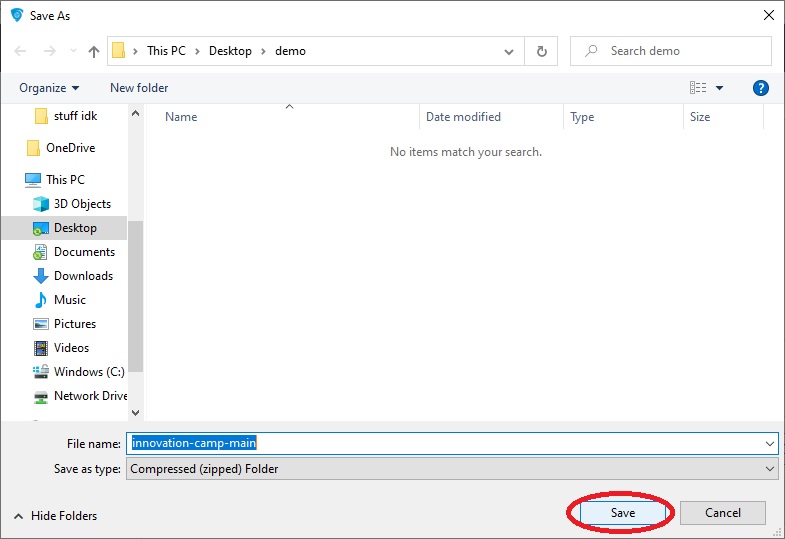 Save As
This PC > Desktop > demo
Search demo
Organize
New folder
?
Name
Date modified
Type
Size
No items match your search.
stuff idk
OneDrive
This PC
3D Objects
Desktop
Documents
Downloads
Music
Pictures
Videos
Windows (C:)
Network Drive
File name: innovation-camp-main
Save as type: Compressed (zipped) Folder
Hide Folders
Save
Cancel